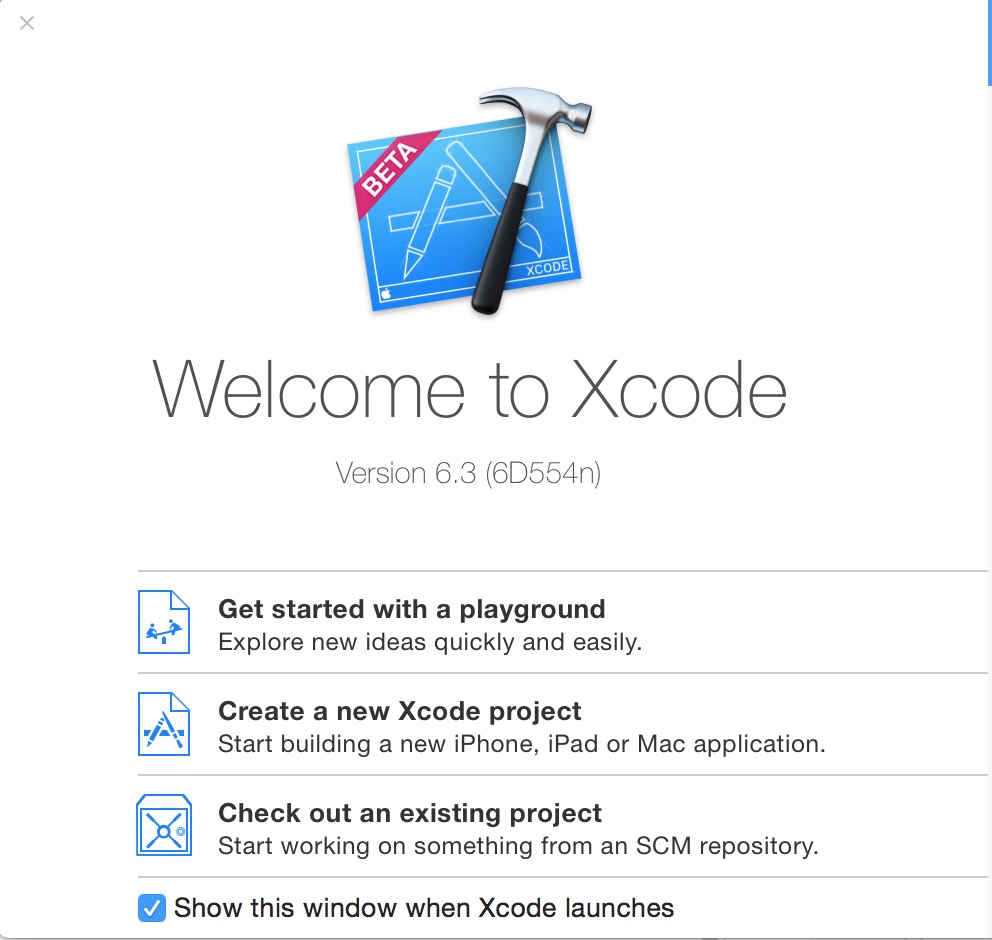 BETA
XCODE
Welcome to Xcode
Version 6.3 (6D554n)
Get started with a playground
Explore new ideas quickly and easily.
Create a new Xcode project
Start building a new iPhone, iPad or Mac application.
Check out an existing project
Start working on something from an SCM repository.
Show this window when Xcode launches